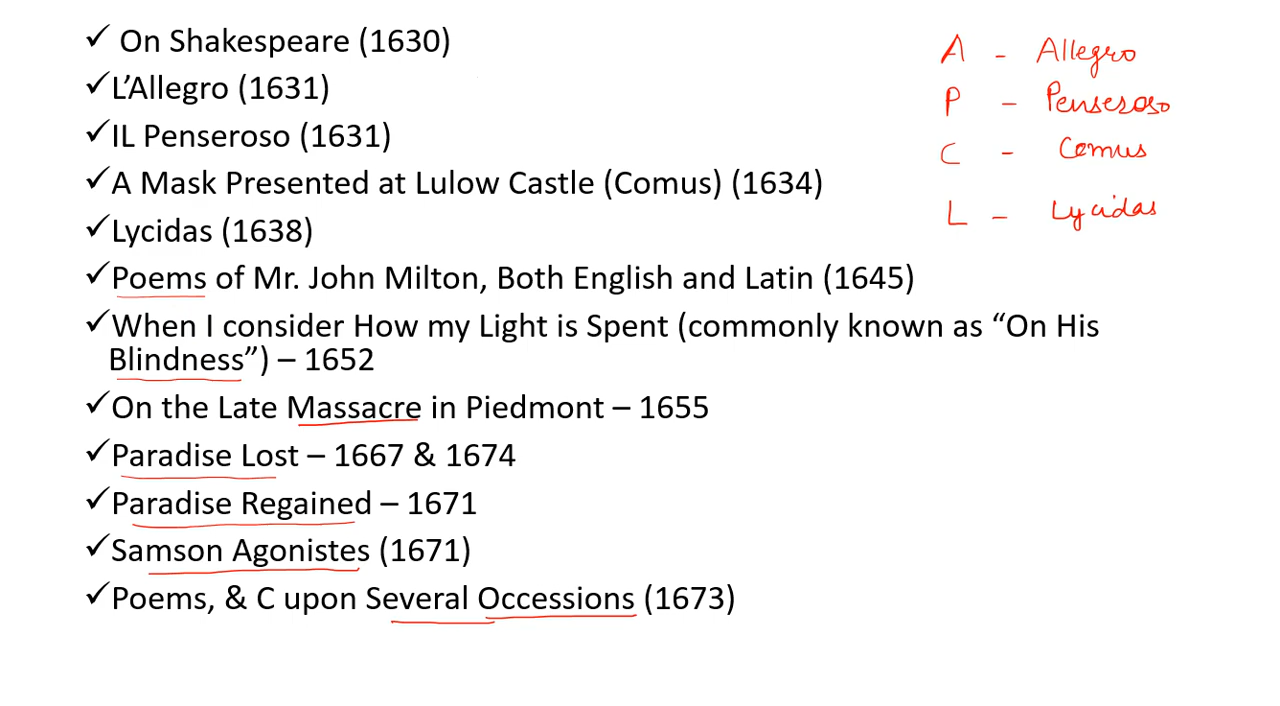 ✓ On Shakespeare (1630)
✓L'Allegro (1631)
✓IL Penseroso (1631)
✓A Mask Presented at Lulow Castle (Comus) (1634)
✓Lycidas (1638)
✓Poems of Mr. John Milton, Both English and Latin (1645)
✓When I consider How my Light is Spent (commonly known as “On His
Blindness”) – 1652
✓On the Late Massacre in Piedmont – 1655
✓Paradise Lost – 1667 & 1674
✓Paradise Regained – 1671
✓Samson Agonistes (1671)
✓Poems, & C upon Several Occessions (1673)
A - Allegro
P - Penseroso
C - Comus
L - Lycidas